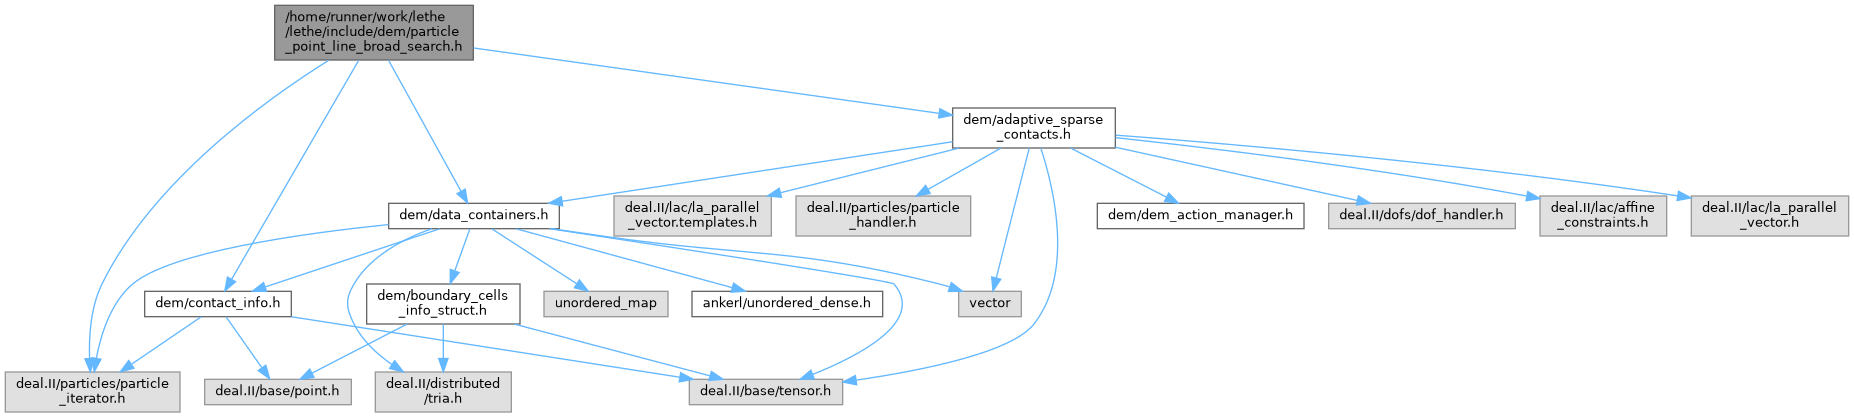 /home/runner/work/lethe
/lethe/include/dem/particle
_point_line_broad_search.h
dem/adaptive_sparse
_contacts.h
dem/data_containers.h
deal.II/lac/la_parallel
_vector.templates.h
deal.II/particles/particle
_handler.h
dem/dem_action_manager.h
deal.II/dofs/dof_handler.h
deal.II/lac/affine
_constraints.h
deal.II/lac/la_parallel
_vector.h
dem/contact_info.h
dem/boundary_cells
_info_struct.h
unordered_map
ankerl/unordered_dense.h
vector
deal.II/particles/particle
_iterator.h
deal.II/base/point.h
deal.II/distributed
/tria.h
deal.II/base/tensor.h